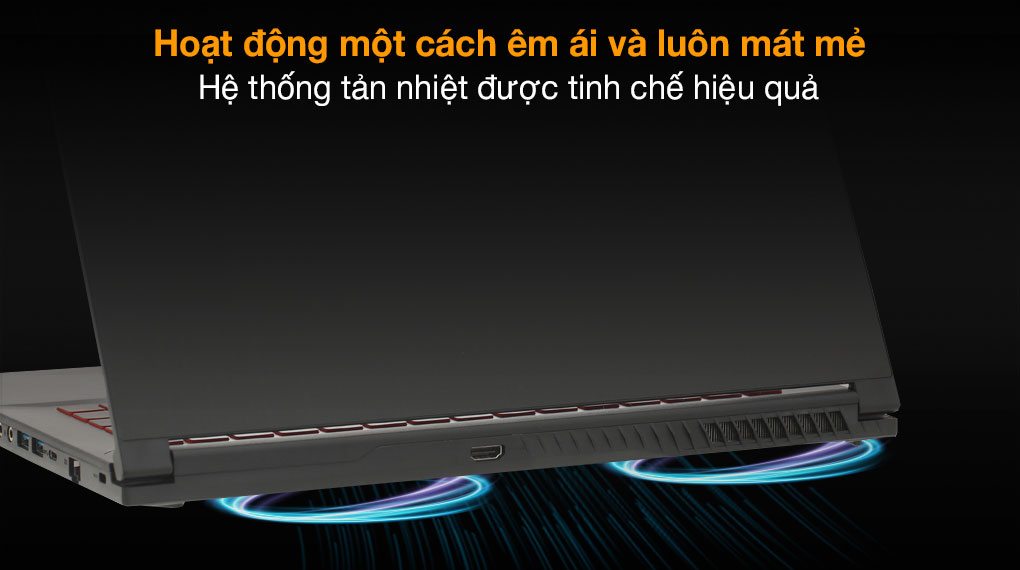 Hoạt động một cách êm ái và luôn mát mẻ
Hệ thống tản nhiệt được tinh chế hiệu quả